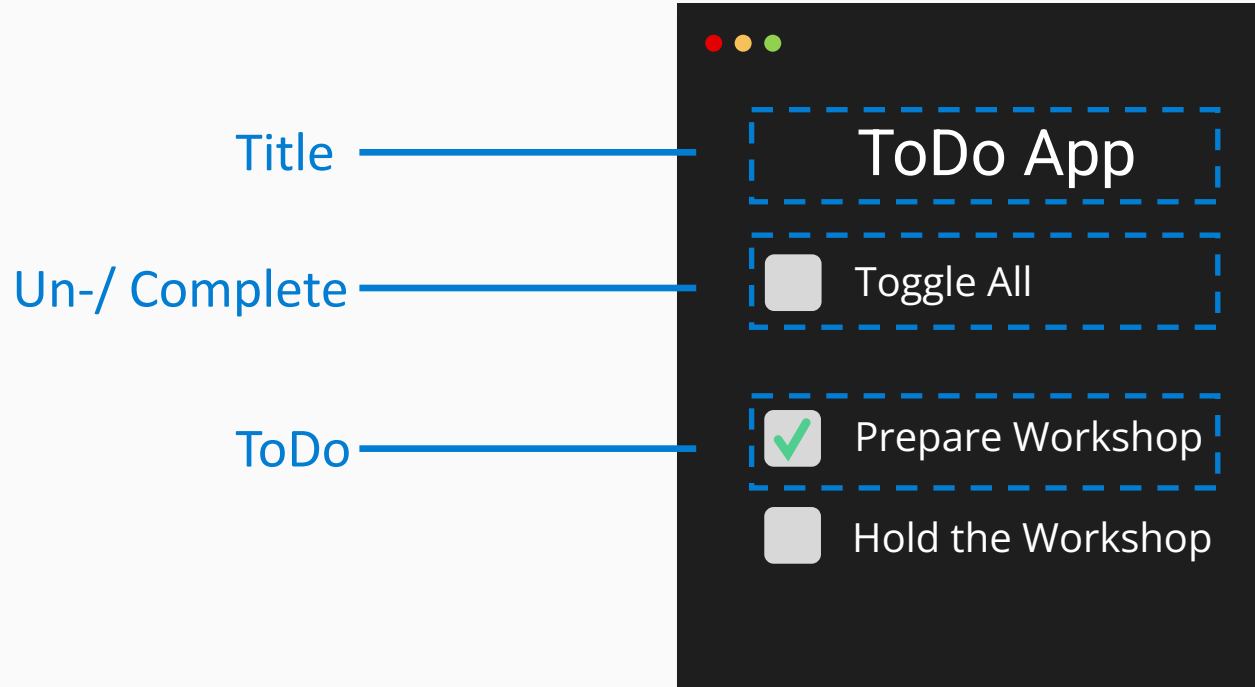 Title
ToDo App
Un-/ Complete
Toggle All
ToDo
Prepare Workshop
Hold the Workshop